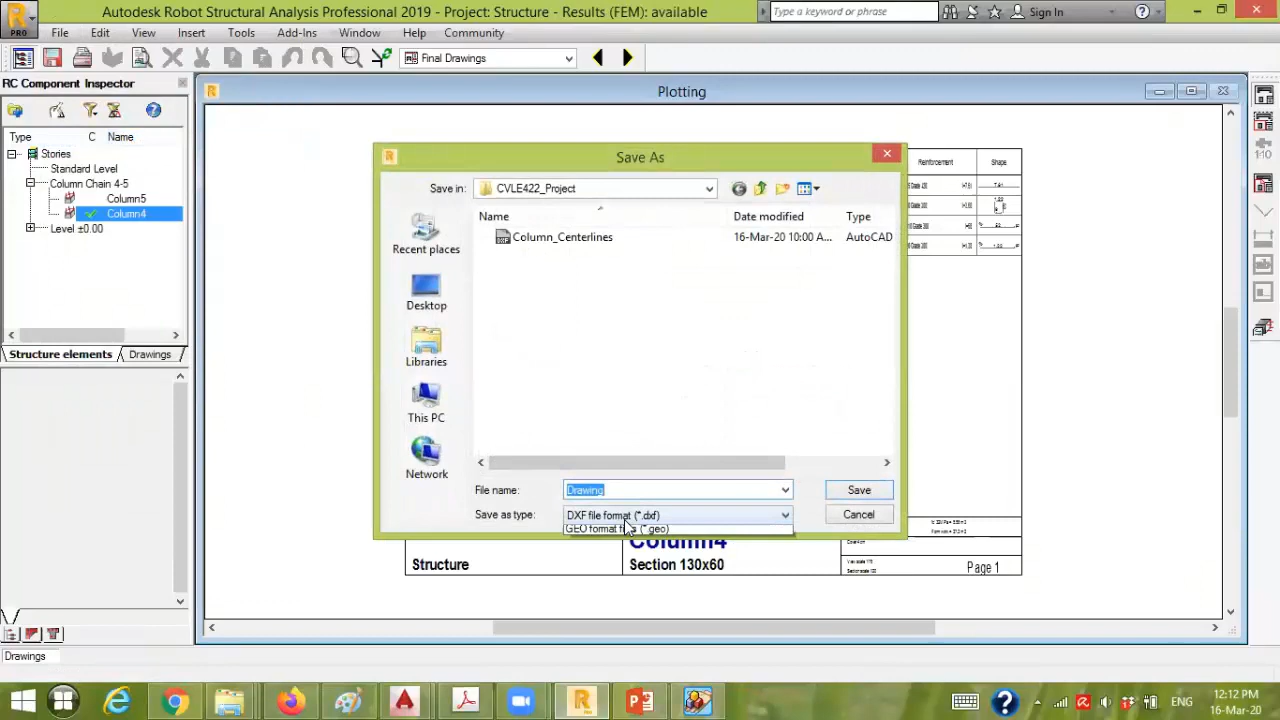 PRO
Autodesk Robot Structural Analysis Professional 2019 - Project: Structure - Results (FEM): available
Type a keyword or phrase
Sign In
File Edit View Insert Tools Add-Ins Window Help Community
Final Drawings
RC Component Inspector
Type C Name
Stories
Standard Level
Column Chain 4-5
Column5
Column4
Level ±0.00
Structure elements
Drawings
Plotting
Save As
Save in: CVLE422_Project
Name Date modified Type
Column_Centerlines 16-Mar-20 10:00 A... AutoCAD
Recent places
Desktop
Libraries
This PC
Network
File name: Drawing
Save
Save as type: DXF file format (*.dxf)
Cancel
Reinforcement Shape
Structure
Column4
Section 130x60
Page 1
Drawings
ENG
12:12 PM
16-Mar-20